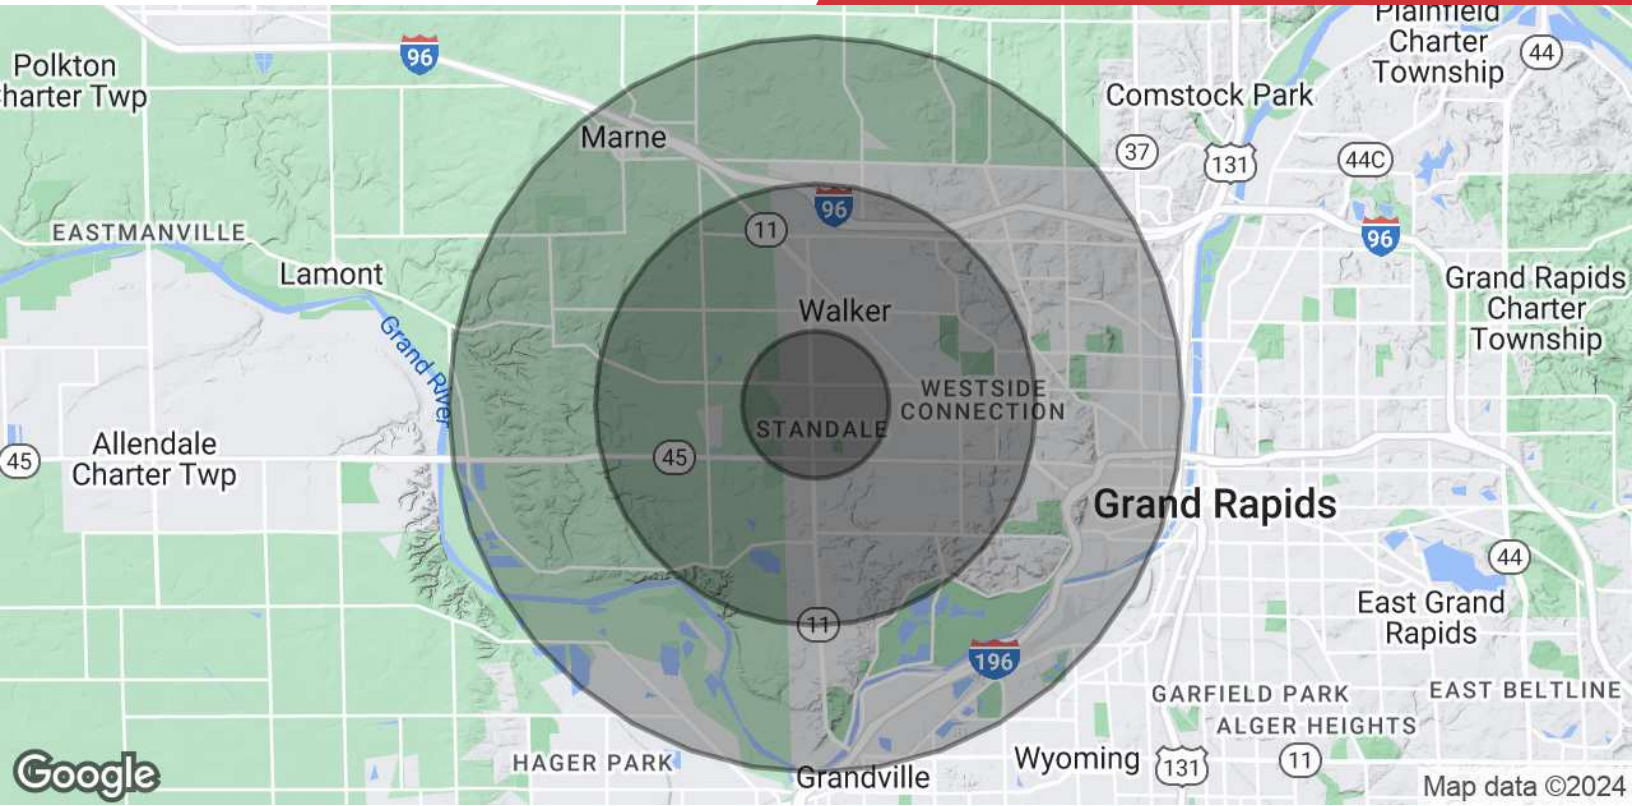 Plainfield
Charter
Township
44
96
Polkton
harter Twp
Comstock Park
Marne
37
131
44C
96
11
EASTMANVILLE
96
Lamont
Grand Rapids
Charter
Township
Walker
Grand River
WESTSIDE
CONNECTION
STANDALE
Allendale
Charter Twp
45
45
Grand Rapids
44
East Grand
Rapids
11
196
GARFIELD PARK
EAST BELTLINE
ALGER HEIGHTS
HAGER PARK
Wyoming
131
11
Google
Grandville
Map data ©2024